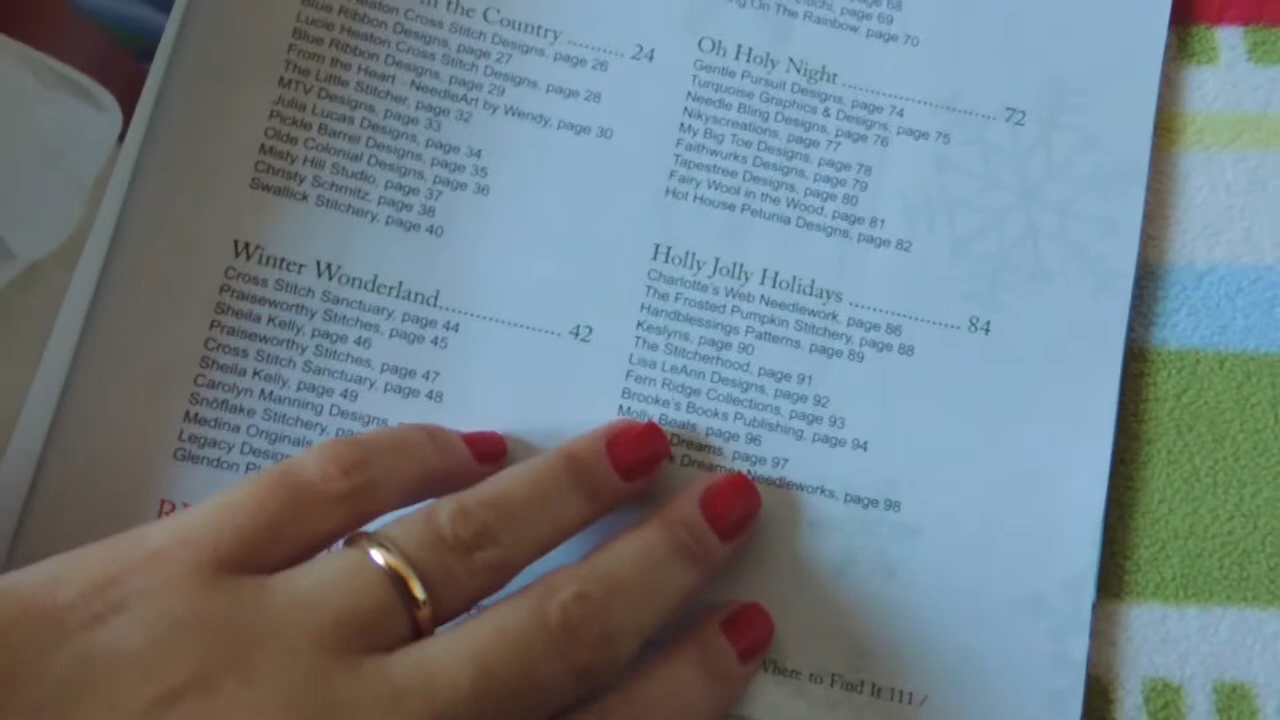 in the Country ......... 24
Heaton Cross Stitch Designs, page 26
Blue Ribbon Designs, page 27
Lucie Heaton Cross Stitch Designs, page 28
Blue Ribbon Designs, page 29
From the Heart - NeedleArt by Wendy, page 30
The Little Stitcher, page 32
MTV Designs, page 33
Julia Lucas Designs, page 34
Pickle Barrel Designs, page 35
Olde Colonial Designs, page 36
Misty Hill Studio, page 37
Christy Schmitz, page 38
Swallick Stitchery, page 40
Winter Wonderland.................. 42
Cross Stitch Sanctuary, page 44
Praiseworthy Stitches, page 45
Sheila Kelly, page 46
Praiseworthy Stitches, page 47
Cross Stitch Sanctuary, page 48
Sheila Kelly, page 49
Carolyn Manning Designs,
Snöflake Stitchery,
Medina Originals
Legacy
Glendon
page 68
page 69
On The Rainbow, page 70
Oh Holy Night ........................ 72
Gentle Pursuit Designs, page 74
Turquoise Graphics & Designs, page 75
Needle Bling Designs, page 76
Nikyscreations, page 77
My Big Toe Designs, page 78
Faithwurks Designs, page 79
Tapestree Designs, page 80
Fairy Wool in the Wood, page 81
Hot House Petunia Designs, page 82
Holly Jolly Holidays ................. 84
Charlotte's Web Needlework, page 86
The Frosted Pumpkin Stitchery, page 88
Handblessings Patterns, page 89
Keslyns, page 90
The Stitcherhood, page 91
Lisa LeAnn Designs, page 92
Fern Ridge Collections, page 93
Brooke's Books Publishing, page 94
Molly Beals, page 96
Dreams, page 97
Dreamer Needleworks, page 98
Where to Find It 111 /